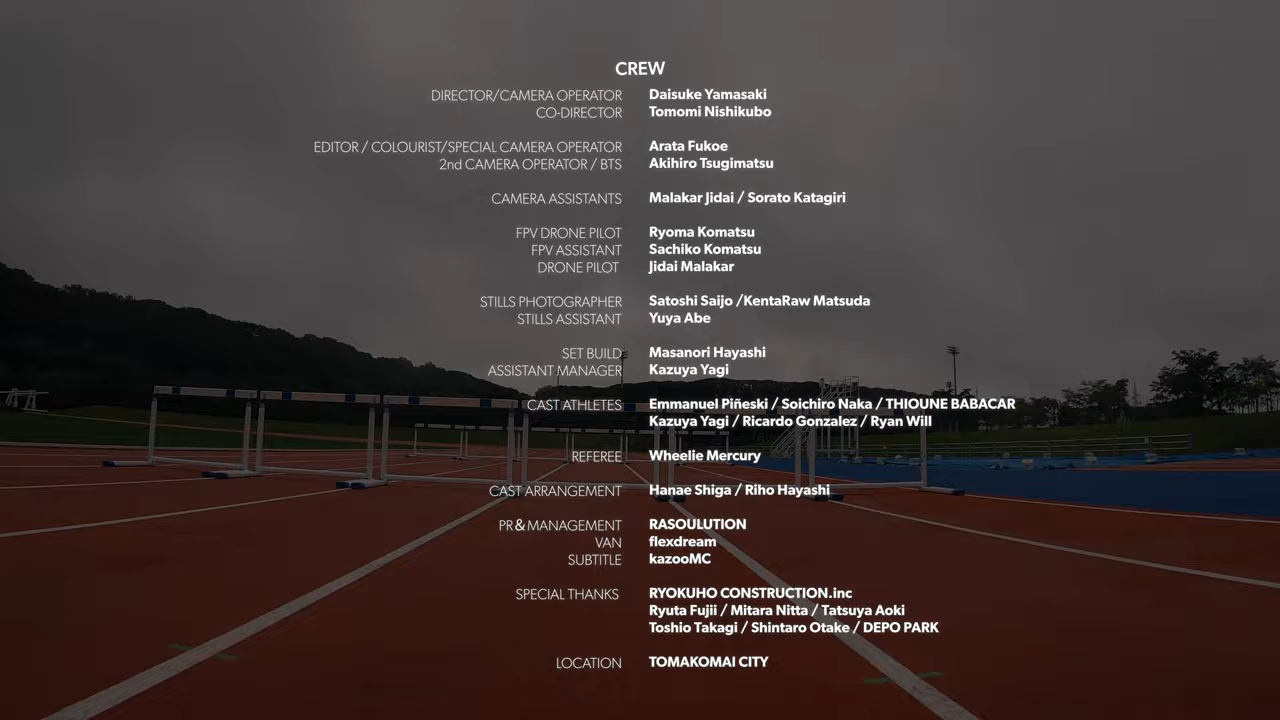 CREW
DIRECTOR/CAMERA OPERATOR Daisuke Yamasaki
CO-DIRECTOR Tomomi Nishikubo
EDITOR / COLOURIST/SPECIAL CAMERA OPERATOR Arata Fukoe
2nd CAMERA OPERATOR / BTS Akihiro Tsugimatsu
CAMERA ASSISTANTS Malakar Jidai / Sorato Katagiri
FPV DRONE PILOT Ryoma Komatsu
FPV ASSISTANT Sachiko Komatsu
DRONE PILOT Jidai Malakar
STILLS PHOTOGRAPHER Satoshi Saijo /KentaRaw Matsuda
STILLS ASSISTANT Yuya Abe
SET BUILD Masanori Hayashi
ASSISTANT MANAGER Kazuya Yagi
CAST ATHLETES Emmanuel Piñeski / Soichiro Naka / THIOUNE BABACAR
Kazuya Yagi / Ricardo Gonzalez / Ryan Will
REFEREE Wheelie Mercury
CAST ARRANGEMENT Hanae Shiga / Riho Hayashi
PR & MANAGEMENT RASOULUTION
VAN flexdream
SUBTITLE kazooMC
SPECIAL THANKS RYOKUHO CONSTRUCTION.inc
Ryuta Fujii / Mitara Nitta / Tatsuya Aoki
Toshio Takagi / Shintaro Otake / DEPO PARK
LOCATION TOMAKOMAI CITY